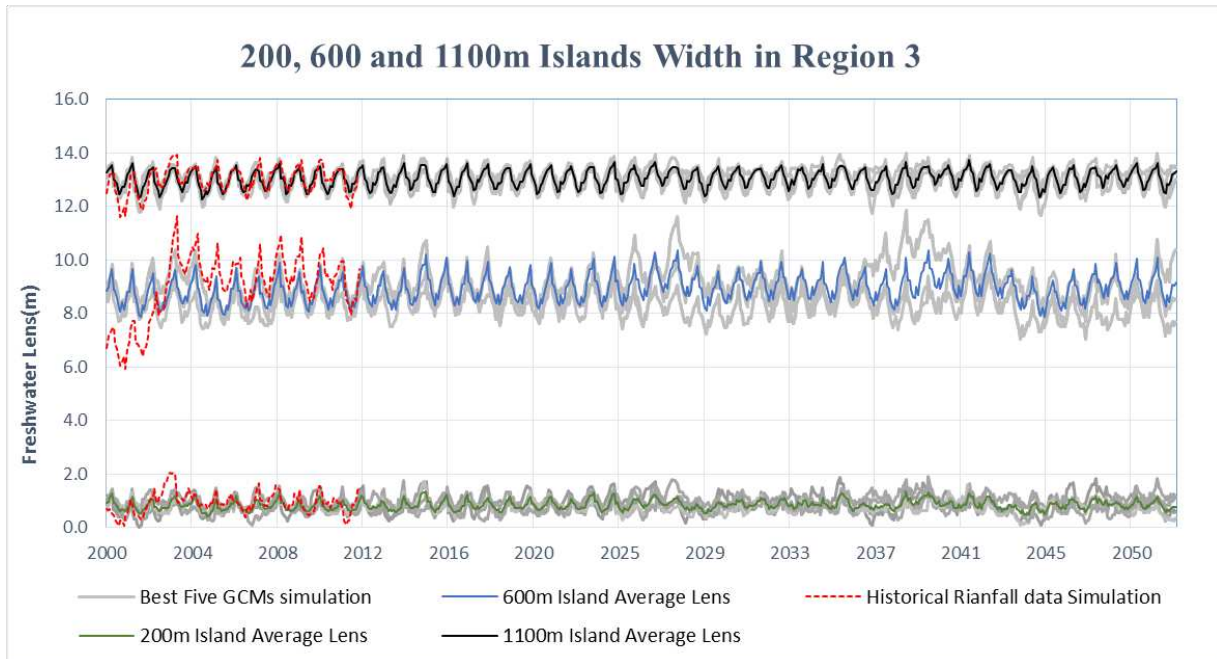 200, 600 and 1100m Islands Width in Region 3
16.0
14.0
12.0
10.0
8.0
6.0
4.0
2.0
0.0
Freshwater Lens(m)
2000 2004 2008 2012 2016 2020 2025 2029 2033 2037 2041 2045 2050
Best Five GCMs simulation 600m Island Average Lens Historical Rianfall data Simulation
200m Island Average Lens 1100m Island Average Lens